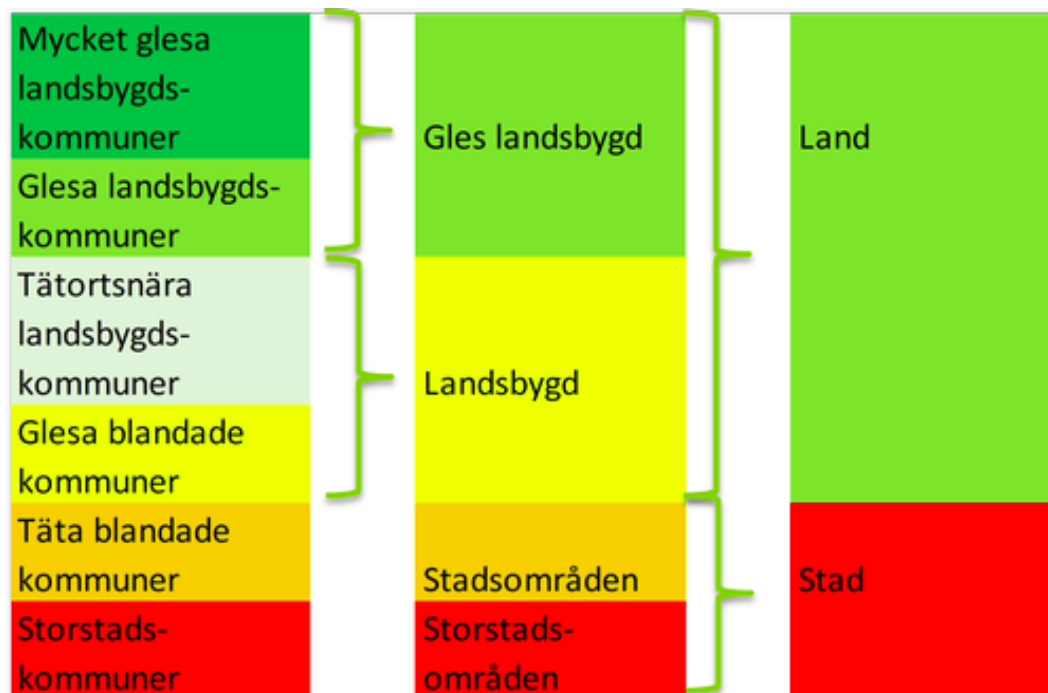 Mycket glesa
landsbygds-
kommuner
Glesa landsbygds-
kommuner
Tätortsnära
landsbygds-
kommuner
Glesa blandade
kommuner
Täta blandade
kommuner
Storstads-
kommuner
Gles landsbygd
Landsbygd
Stadsområden
Storstads-
områden
Land
Stad